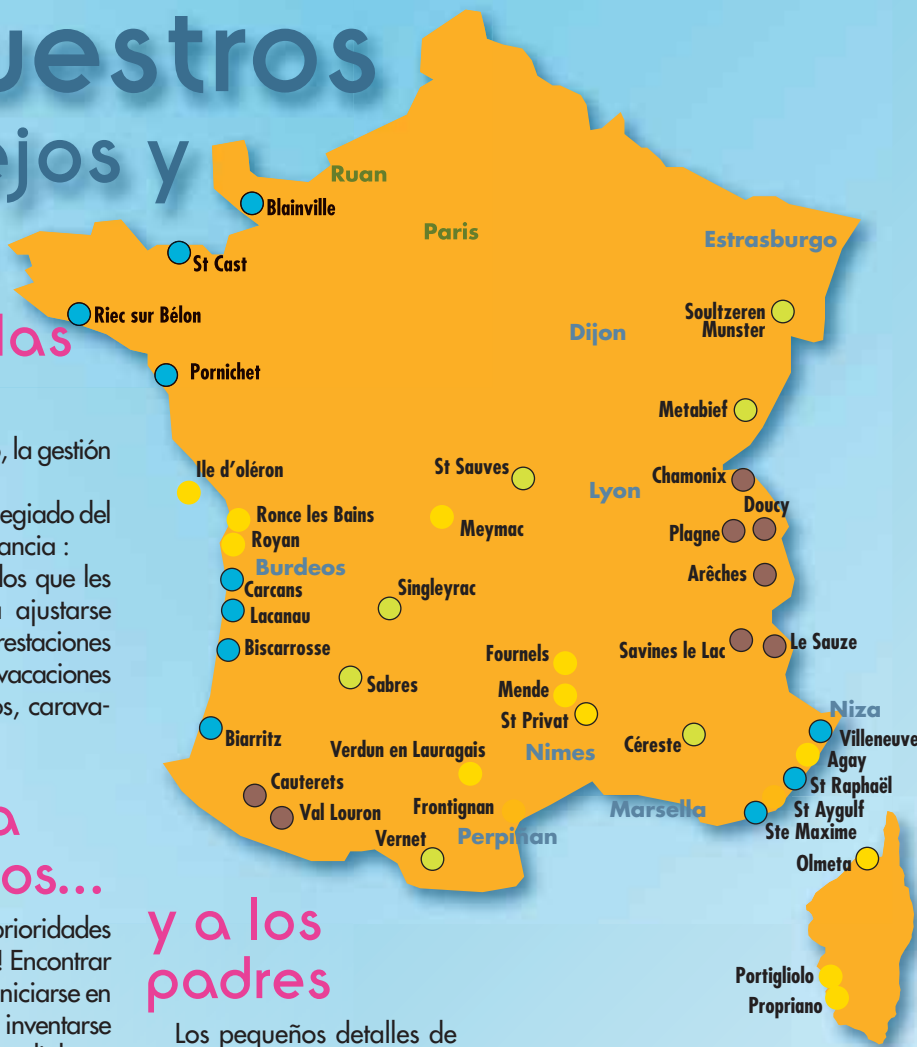 uestros
ejos y
las
, la gestión
egiado del
ancia :
los que les
ajustarse
restaciones
vacaciones
os, carava-
a
os...
prioridades
! Encontrar
niciarse en
inventarse
y a los
padres
Los pequeños detalles de
Ruan
Blainville
Paris
Estrasburgo
St Cast
Riec sur Bélon
Soultzeren
Munster
Dijon
Pornichet
Metabief
Ile d'oléron
St Sauves
Lyon
Chamonix
Doucy
Ronce les Bains
Meymac
Plagne
Royan
Burdeos
Arêches
Carcans
Singleyrac
Lacanau
Biscarrosse
Fournels
Savines le Lac
Le Sauze
Sabres
Mende
St Privat
Niza
Biarritz
Verdun en Lauragais
Nimes
Céreste
Villeneuve
Agay
Cauterets
St Raphaël
Val Louron
Frontignan
Marsella
St Aygulf
Vernet
Perpiñan
Ste Maxime
Olmeta
Portigliolo
Propriano